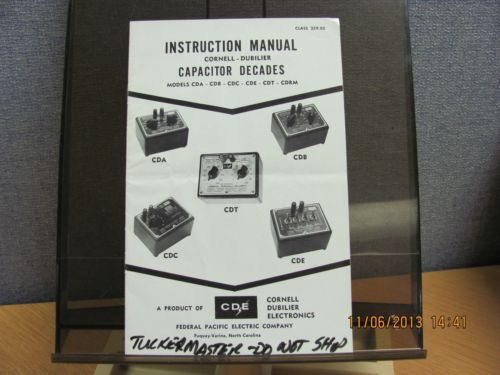 CLASS 359.02
INSTRUCTION MANUAL
CORNELL - DUBILIER
CAPACITOR DECADES
MODELS CDA - CDB - CDC - CDE - CDT - CDRM
CDA
CDB
CDT
CDC
CDE
A PRODUCT OF
CDE
CORNELL
DUBILIER
ELECTRONICS
FEDERAL PACIFIC ELECTRIC COMPANY
Fuquay-Varina, North Carolina
TUCKERMASTER - DO NOT SHIP
11/06/2013 14:41